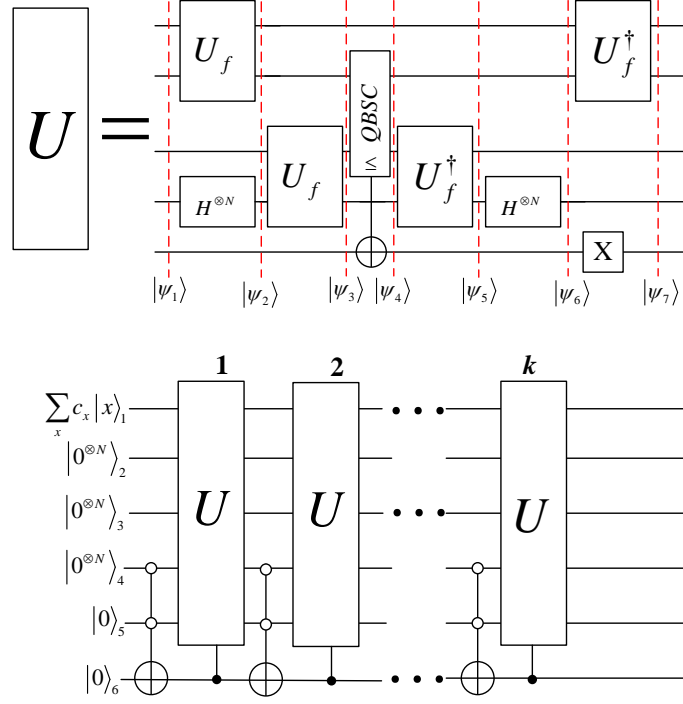 U = U_f H^{⊗N} U_f ≤ QBSC U_f^† H^{⊗N} U_f^† X
|ψ_1⟩ |ψ_2⟩ |ψ_3⟩ |ψ_4⟩ |ψ_5⟩ |ψ_6⟩ |ψ_7⟩
1 2 k
∑_x c_x |x⟩_1
|0^{⊗N}⟩_2
|0^{⊗N}⟩_3
U U U
|0^{⊗N}⟩_4
|0⟩_5
|0⟩_6